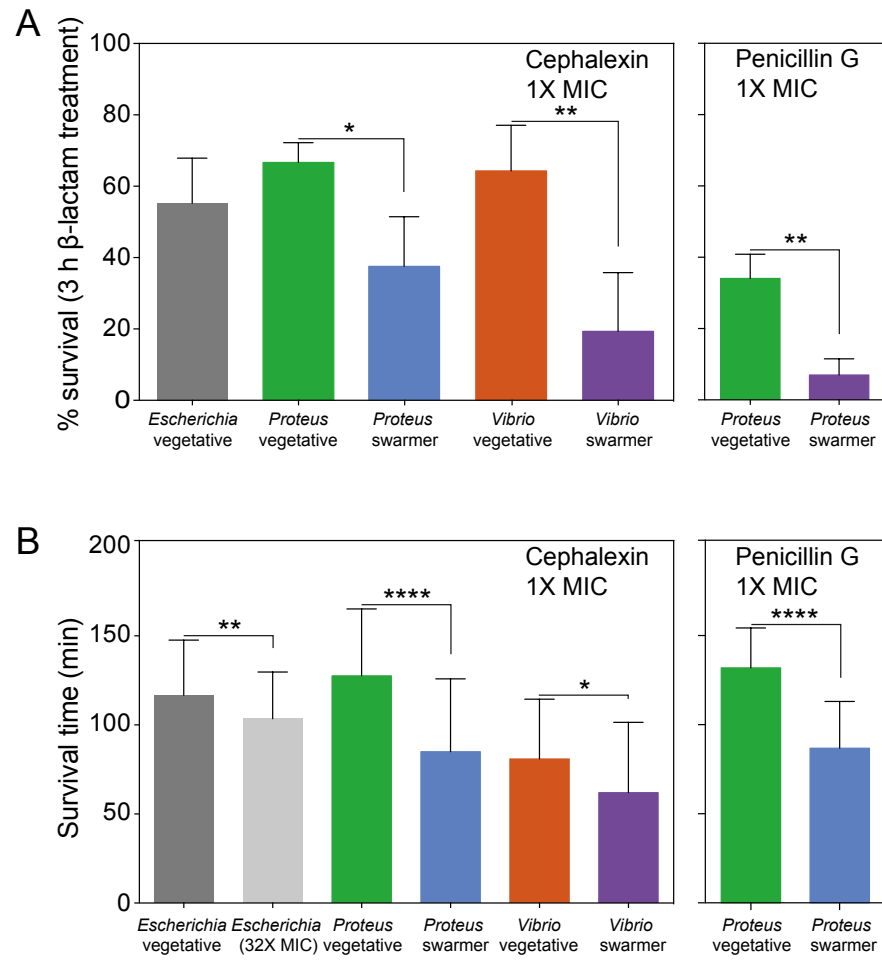 A
% survival (3 h β-lactam treatment)
100
80
60
40
20
0
Cephalexin
1X MIC
*
**
Escherichia
vegetative
Proteus
vegetative
Proteus
swarmer
Vibrio
vegetative
Vibrio
swarmer
Penicillin G
1X MIC
**
Proteus
vegetative
Proteus
swarmer
B
Survival time (min)
200
150
100
50
0
Cephalexin
1X MIC
**
****
*
Escherichia
vegetative
Escherichia
(32X MIC)
Proteus
vegetative
Proteus
swarmer
Vibrio
vegetative
Vibrio
swarmer
Penicillin G
1X MIC
****
Proteus
vegetative
Proteus
swarmer